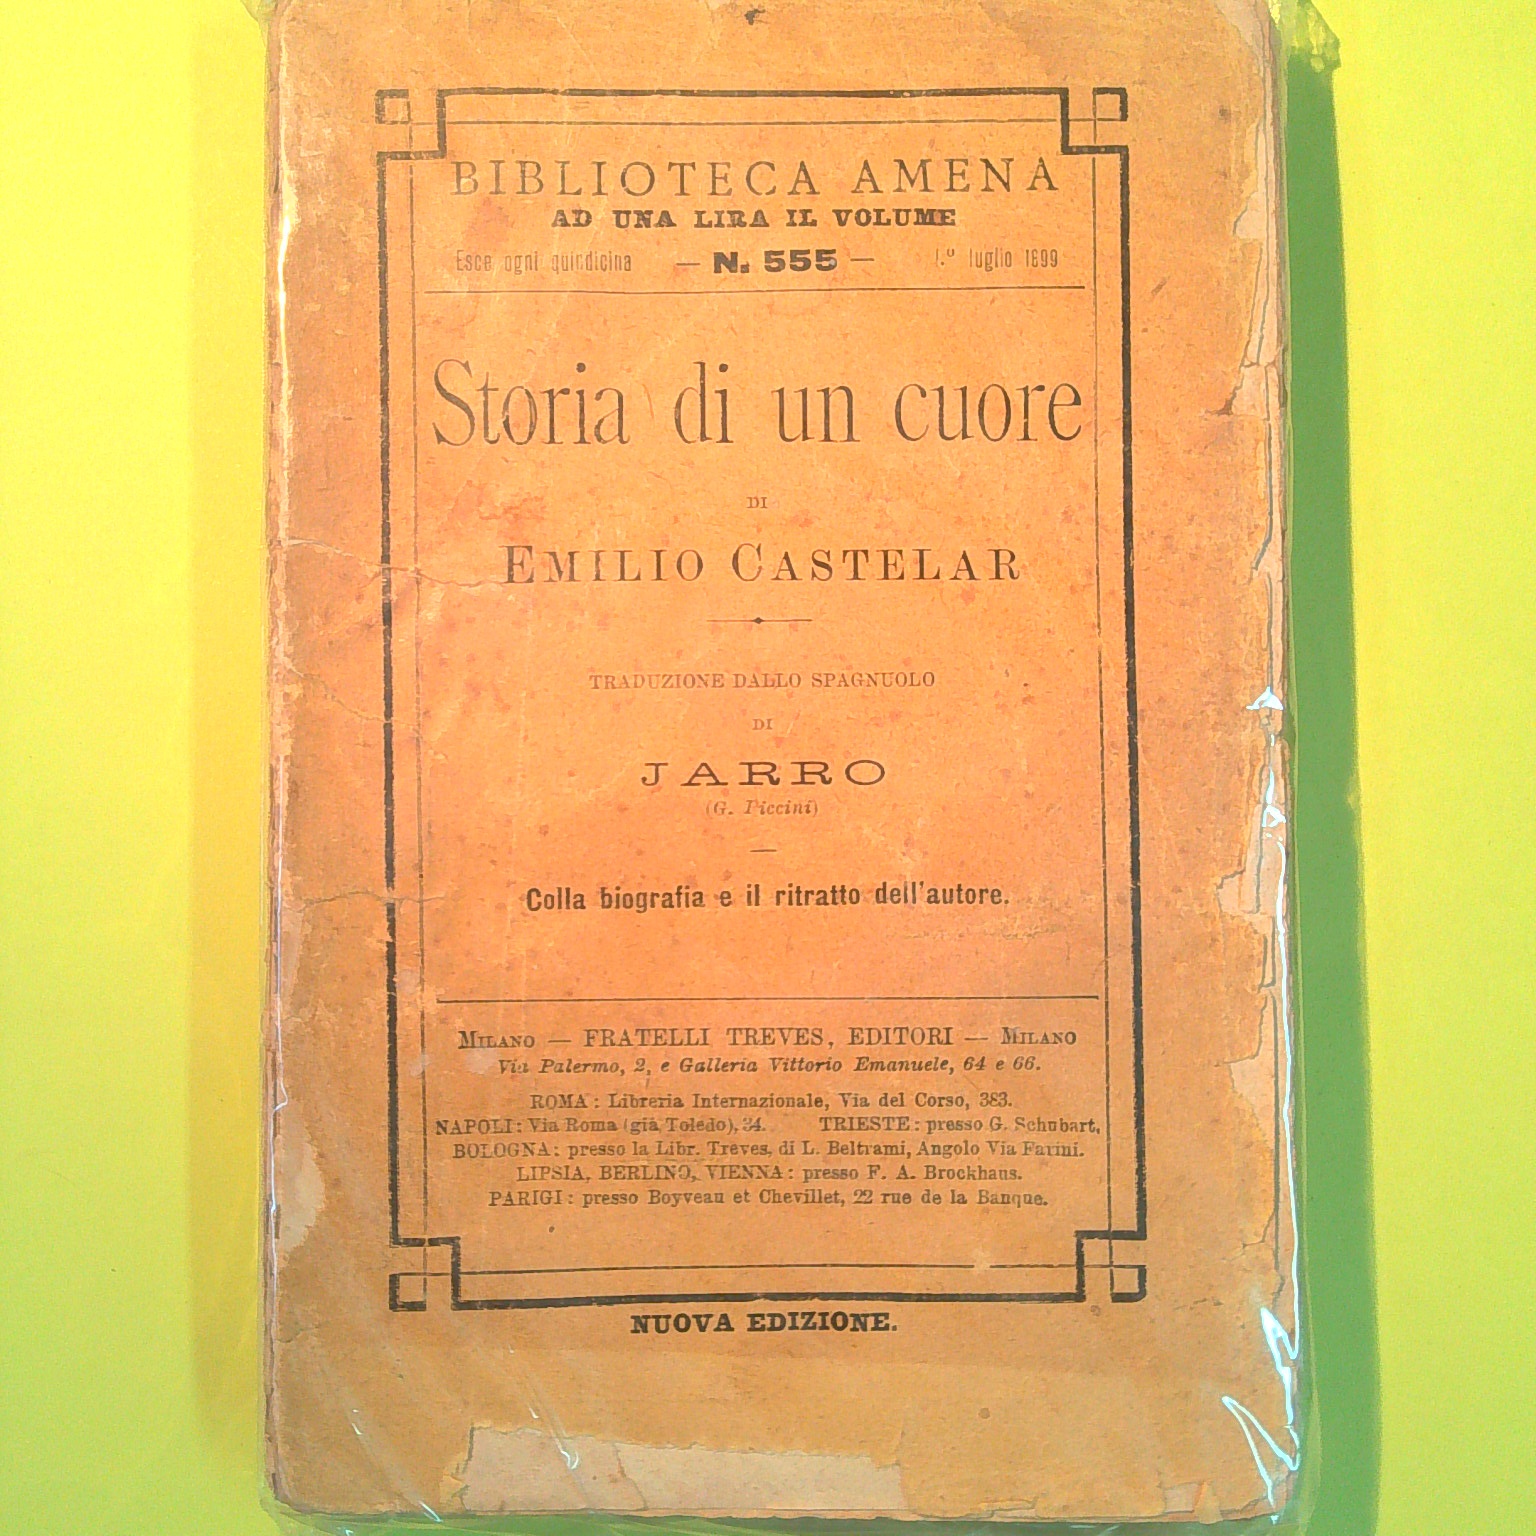 BIBLIOTECA AMENA
AD UNA LIRA IL VOLUME
Esce ogni quindicina — N. 555 — 1.º luglio 1899
Storia di un cuore
DI
EMILIO CASTELAR
TRADUZIONE DALLO SPAGNUOLO
DI
JARRO
(G. Piccini)
Colla biografia e il ritratto dell'autore.
MILANO — FRATELLI TREVES, EDITORI — MILANO
Via Palermo, 2, e Galleria Vittorio Emanuele, 64 e 66.
ROMA: Libreria Internazionale, Via del Corso, 383.
NAPOLI: Via Roma (già Toledo), 34. TRIESTE: presso G. Schubart,
BOLOGNA: presso la Libr. Treves, di L. Beltrami, Angolo Via Farini.
LIPSIA, BERLINO, VIENNA: presso F. A. Brockhaus.
PARIGI: presso Boyveau et Chevillet, 22 rue de la Banque.
NUOVA EDIZIONE.